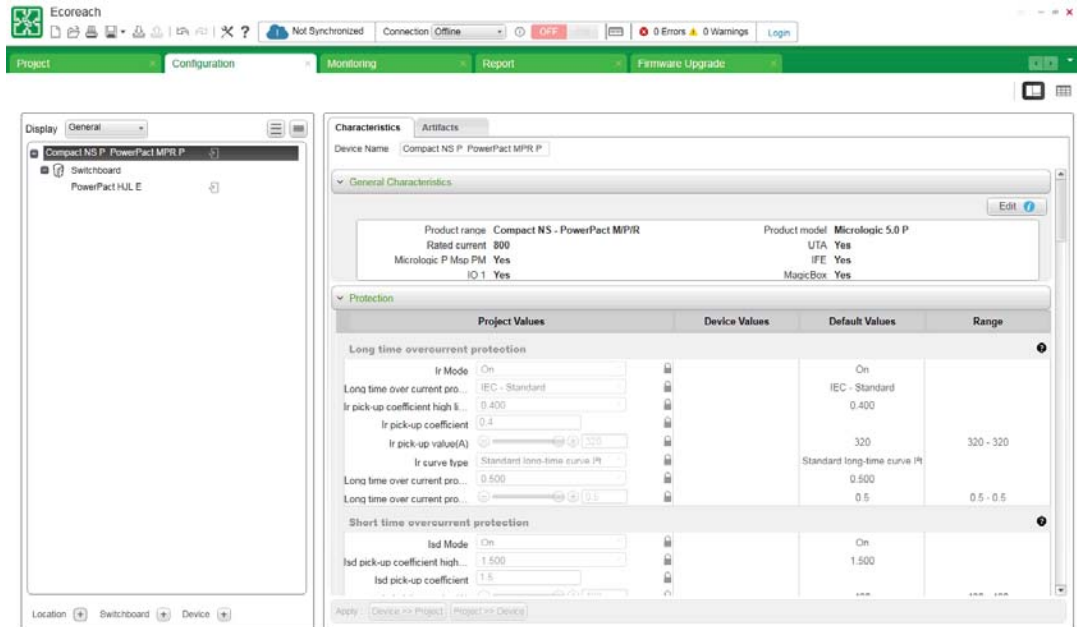 Ecoreach
Not Synchronized Connection Offline OFF 0 Errors 0 Warnings Login
Project Configuration Monitoring Report Firmware Upgrade
Display General
Compact NS P PowerPact MPR P
Switchboard
PowerPact HJL E
Location Switchboard Device
Characteristics Artifacts
Device Name Compact NS P PowerPact MPR P
General Characteristics
Edit
Product range Compact NS - PowerPact M/P/R Product model Micrologic 5.0 P
Rated current 800 UTA Yes
Micrologic P Msp PM Yes IFE Yes
IO 1 Yes MagicBox Yes
Protection
Project Values Device Values Default Values Range
Long time overcurrent protection
Ir Mode On On
Long time over current pro... IEC - Standard IEC - Standard
Ir pick-up coefficient high li... 0.400 0.400
Ir pick-up coefficient 0.4
Ir pick-up value(A) 320 320 320 - 320
Ir curve type Standard long-time curve Standard long-time curve
Long time over current pro... 0.500 0.500
Long time over current pro... 0.5 0.5 0.5 - 0.5
Short time overcurrent protection
Isd Mode On On
Isd pick-up coefficient high... 1.500 1.500
Isd pick-up coefficient 1.5
Apply : Device >> Project Project >> Device